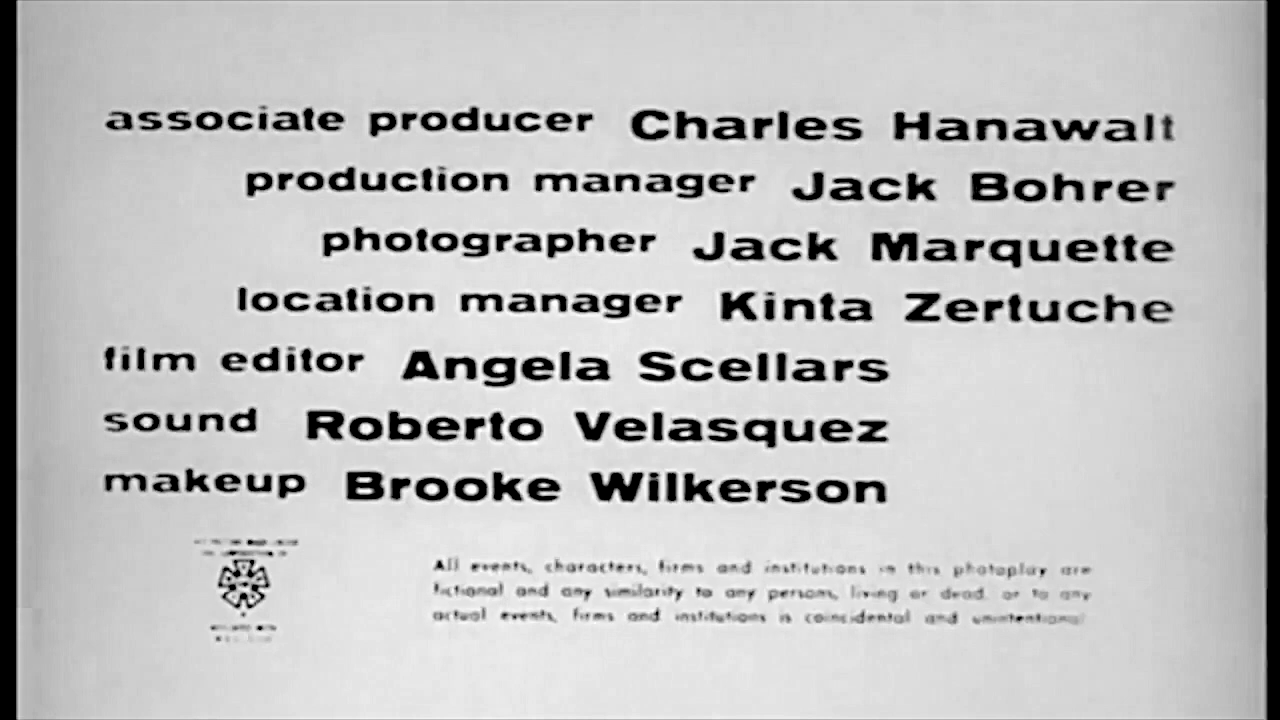 associate producer Charles Hanawalt
production manager Jack Bohrer
photographer Jack Marquette
location manager Kinta Zertuche
film editor Angela Scellars
sound Roberto Velasquez
makeup Brooke Wilkerson
All events, characters, firms and institutions in this photoplay are
fictional and any similarity to any persons, living or dead, or to any
actual events, firms and institutions is coincidental and unintentional